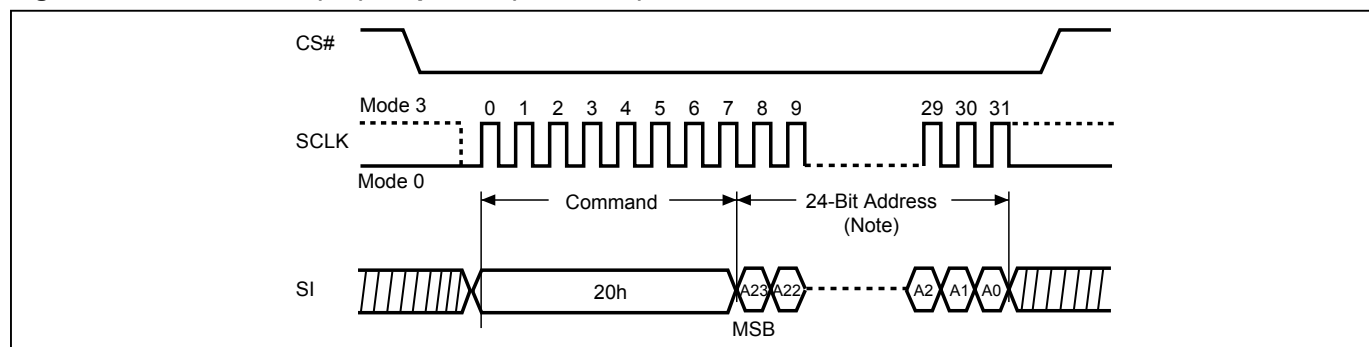 CS#
Mode 3
0 1 2 3 4 5 6 7 8 9 29 30 31
SCLK
Mode 0
Command
24-Bit Address
(Note)
SI
20h
A23 A22 A2 A1 A0
MSB